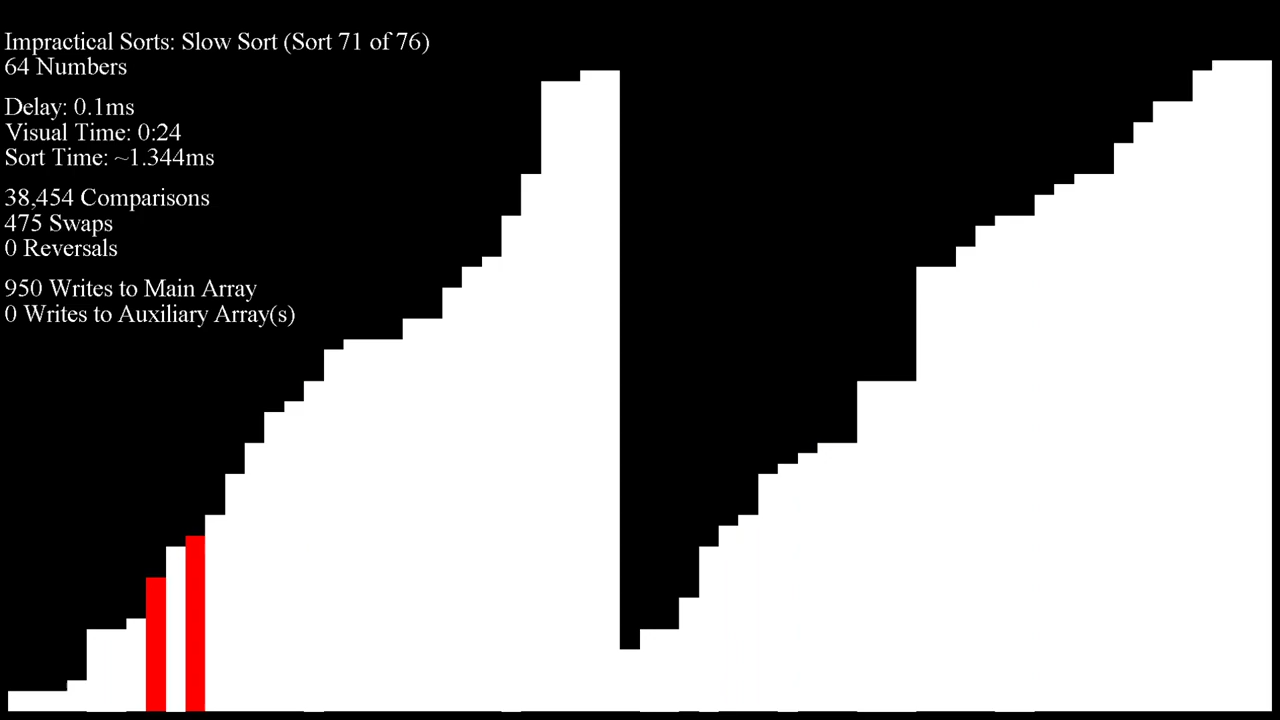 Impractical Sorts: Slow Sort (Sort 71 of 76)
64 Numbers
Delay: 0.1ms
Visual Time: 0:24
Sort Time: ~1.344ms
38,454 Comparisons
475 Swaps
0 Reversals
950 Writes to Main Array
0 Writes to Auxiliary Array(s)